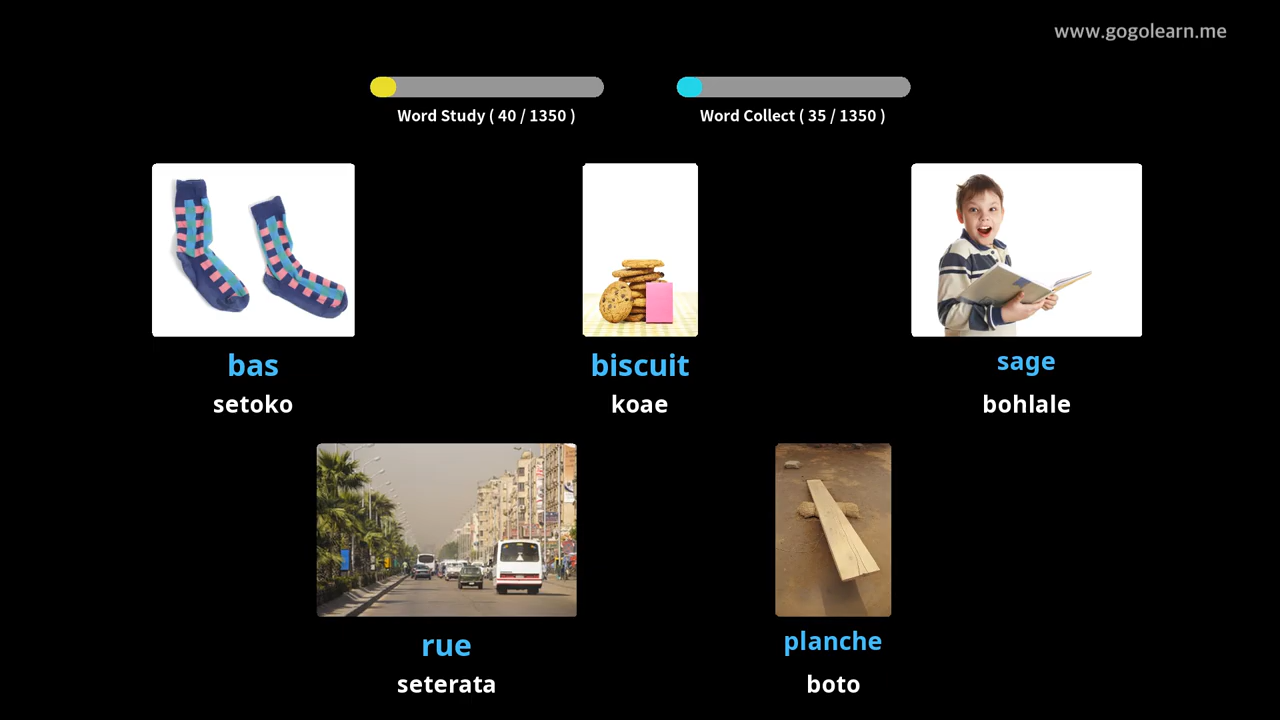 www.gogolearn.me
Word Study ( 40 / 1350 )
Word Collect ( 35 / 1350 )
bas
setoko
biscuit
koae
sage
bohlale
rue
seterata
planche
boto